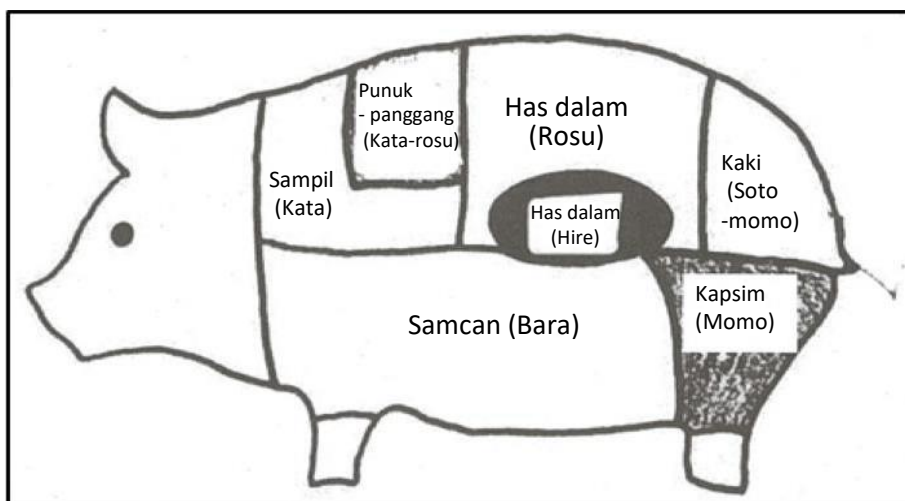 Punuk
- panggang
(Kata-rosu)
Has dalam
(Rosu)
Sampil
(Kata)
Kaki
(Soto
-momo)
Has dalam
(Hire)
Samcan (Bara)
Kapsim
(Momo)